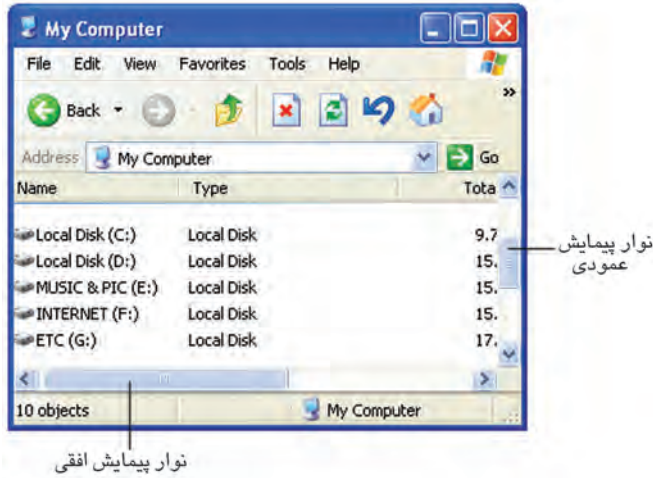 My Computer
File Edit View Favorites Tools Help
Back »
Address My Computer Go
Name Type Tota
Local Disk (C:) Local Disk 9.7
Local Disk (D:) Local Disk 15.
MUSIC & PIC (E:) Local Disk 15.
INTERNET (F:) Local Disk 15.
ETC (G:) Local Disk 17.
10 objects My Computer
نوار پیمایش
عمودی
نوار پیمایش افقی